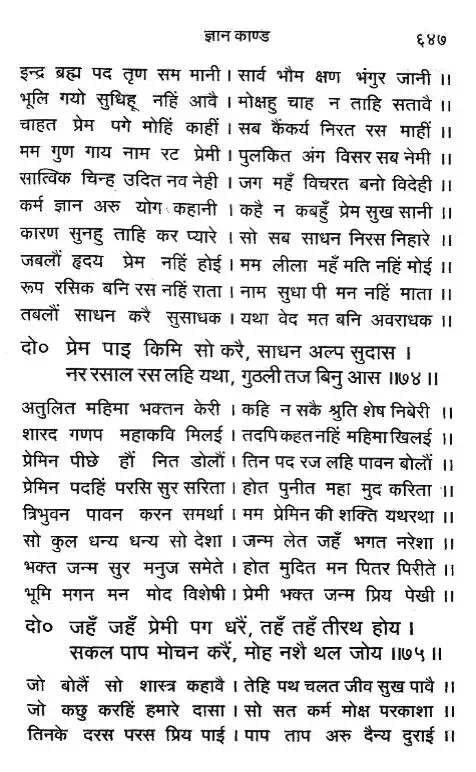 ज्ञान काण्ड ६४७
इन्द्र ब्रह्म पद तृण सम मानी । सार्व भौम क्षण भंगुर जानी ॥
भूलि गयो सुधिहू नहिं आवै । मोक्षहु चाह न ताहि सतावै ॥
चाहत प्रेम पगे मोहिं काहीं । सब कैंकर्य निरत रस माहीं ॥
मम गुण गाय नाम रट प्रेमी । पुलकित अंग विसर सब नेमी ॥
सात्विक चिन्ह उदित नव नेही । जग महँ विचरत बनो विदेही ॥
कर्म ज्ञान अरु योग कहानी । कहै न कबहुँ प्रेम सुख सानी ॥
कारण सुनहु ताहि कर प्यारे । सो सब साधन निरस निहारे ॥
जबलौं हृदय प्रेम नहिं होई । मम लीला महँ मति नहिं मोई ॥
रूप रसिक बनि रस नहिं राता । नाम सुधा पी मन नहिं माता ॥
तबलौं साधन करै सुसाधक । यथा वेद मत बनि अवराधक ॥
दो० प्रेम पाइ किमि सो करै, साधन अल्प सुदास ।
नर रसाल रस लहि यथा, गुठली तज बिनु आस ॥७४॥
अतुलित महिमा भक्तन केरी । कहि न सकै श्रुति शेष निबेरी ॥
शारद गणप महाकवि मिलई । तदपि कहत नहिं महिमा खिलई ॥
प्रेमिन पीछे हौं नित डोलौं । तिन पद रज लहि पावन बोलौं ॥
प्रेमिन पदहिं परसि सुर सरिता । होत पुनीत महा मुद करिता ॥
त्रिभुवन पावन करन समर्था । मम प्रेमिन की शक्ति यथरथा ॥
सो कुल धन्य धन्य सो देशा । जन्म लेत जहँ भगत नरेशा ॥
भक्त जन्म सुर मनुज समेते । होत मुदित मन पितर पिरीते ॥
भूमि मगन मन मोद विशेषी । प्रेमी भक्त जन्म प्रिय पेखी ॥
दो० जहँ जहँ प्रेमी पग धरैं, तहँ तहँ तीरथ होय ।
सकल पाप मोचन करैं, मोह नशै थल जोय ॥७५॥
जो बोलैं सो शास्त्र कहावै । तेहि पथ चलत जीव सुख पावै ॥
जो कछु करहिं हमारे दासा । सो सत कर्म मोक्ष परकाशा ॥
तिनके दरस परस प्रिय पाई । पाप ताप अरु दैन्य दुराई ॥